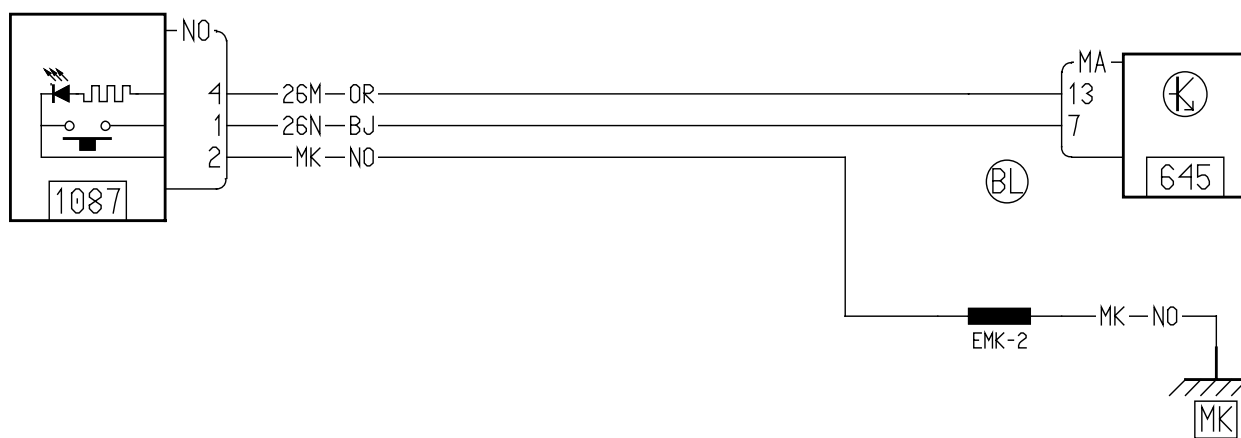 NO
MA
4 26M OR 13
1 26N BJ 7
2 MK NO
BL
645
1087
MK NO
EMK-2
MK